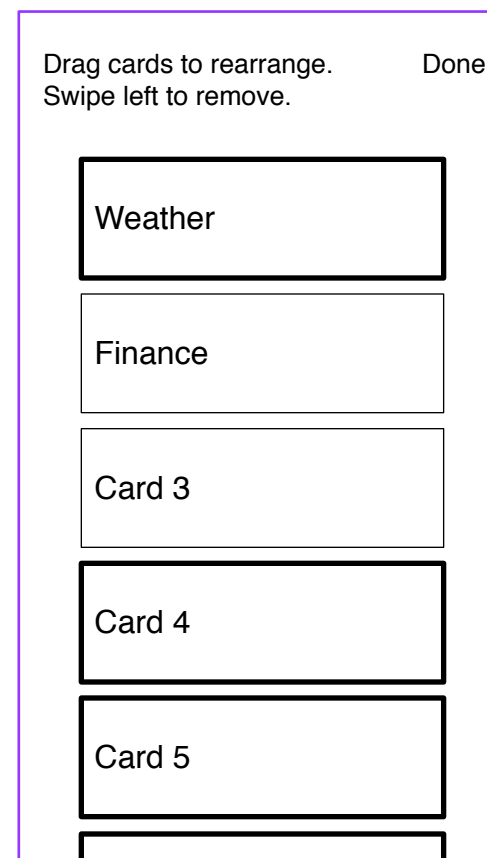 Drag cards to rearrange. Done
Swipe left to remove.
Weather
Finance
Card 3
Card 4
Card 5